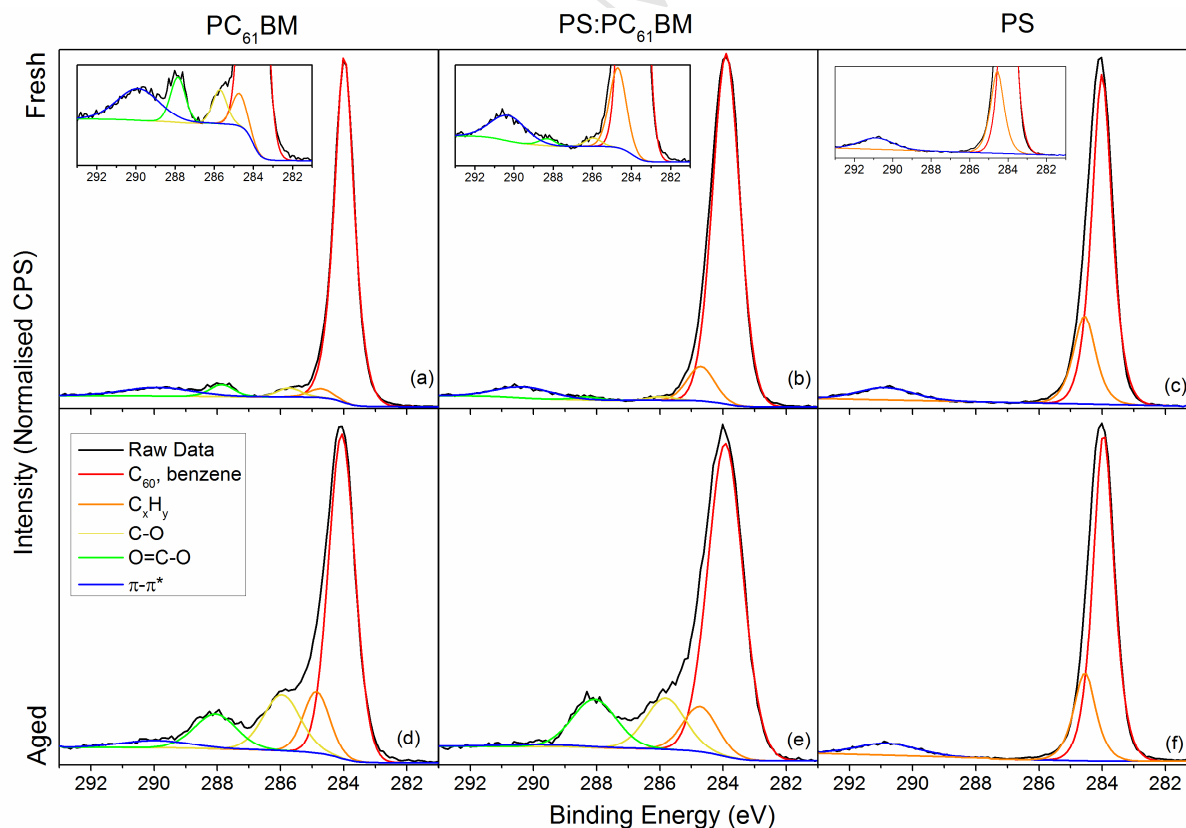 PC₆₁BM
PS:PC₆₁BM
PS
Fresh
Aged
Intensity (Normalised CPS)
292 290 288 286 284 282
292 290 288 286 284 282
292 290 288 286 284 282
(a)
(b)
(c)
Raw Data
C₆₀, benzene
CₓHᵧ
C-O
O=C-O
π-π*
(d)
(e)
(f)
292 290 288 286 284 282
292 290 288 286 284 282
292 290 288 286 284 282
Binding Energy (eV)